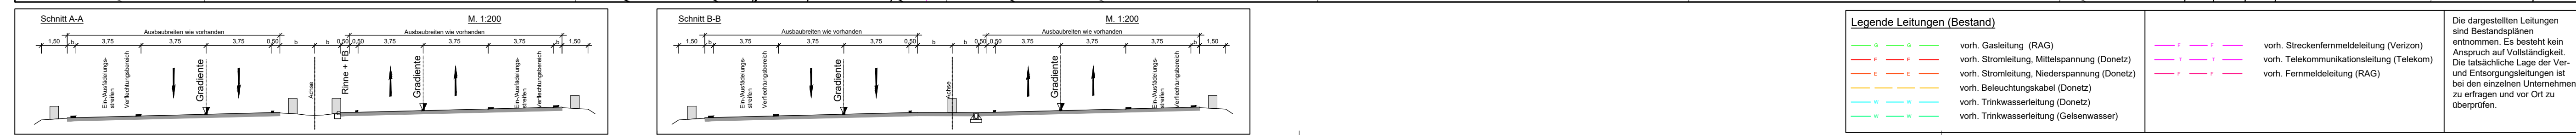 Schnitt A-A
M. 1:200
Ausbaubreiten wie vorhanden
Ausbaubreiten wie vorhanden
1,50 b 3,75 3,75 3,75 0,50 b b 0,50 0,50 3,75 3,75 3,75 b 1,50
Ein-/Ausfädelungs-
streifen
Verflechtungsbereich
Gradiente
Achse
Rinne + FB
Gradiente
Ein-/Ausfädelungs-
streifen
Verflechtungsbereich
Schnitt B-B
M. 1:200
Ausbaubreiten wie vorhanden
Ausbaubreiten wie vorhanden
1,50 b 3,75 3,75 3,75 0,50 b b 0,50 0,50 3,75 3,75 3,75 b 1,50
Ein-/Ausfädelungs-
streifen
Verflechtungsbereich
Gradiente
Achse
Gradiente
Ein-/Ausfädelungs-
streifen
Verflechtungsbereich
Legende Leitungen (Bestand)
G G vorh. Gasleitung (RAG)
E E vorh. Stromleitung, Mittelspannung (Donetz)
E E vorh. Stromleitung, Niederspannung (Donetz)
vorh. Beleuchtungskabel (Donetz)
W W vorh. Trinkwasserleitung (Donetz)
W W vorh. Trinkwasserleitung (Gelsenwasser)
F F vorh. Streckenfernmeldeleitung (Verizon)
T T vorh. Telekommunikationsleitung (Telekom)
F F vorh. Fernmeldeleitung (RAG)
Die dargestellten Leitungen
sind Bestandsplänen
entnommen. Es besteht kein
Anspruch auf Vollständigkeit.
Die tatsächliche Lage der Ver-
und Entsorgungsleitungen ist
bei den einzelnen Unternehmen
zu erfragen und vor Ort zu
überprüfen.